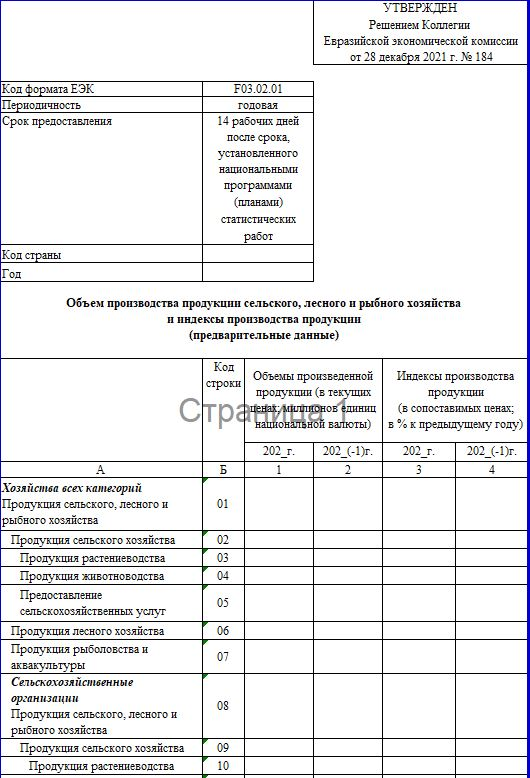 УТВЕРЖДЕН
Решением Коллегии
Евразийской экономической комиссии
от 28 декабря 2021 г. № 184
Код формата ЕЭК F03.02.01
Периодичность годовая
Срок предоставления 14 рабочих дней
после срока,
установленного
национальными
программами
(планами)
статистических
работ
Код страны
Год
Объем производства продукции сельского, лесного и рыбного хозяйства
и индексы производства продукции
(предварительные данные)
Код
строки
Объемы произведенной
продукции (в текущих
ценах; миллионов единиц
национальной валюты)
Индексы производства
продукции
(в сопоставимых ценах;
в % к предыдущему году)
Страница 1
202_г. 202_(-1)г. 202_г. 202_(-1)г.
А Б 1 2 3 4
Хозяйства всех категорий
Продукция сельского, лесного и
рыбного хозяйства
01
Продукция сельского хозяйства 02
Продукция растениеводства 03
Продукция животноводства 04
Предоставление
сельскохозяйственных услуг
05
Продукция лесного хозяйства 06
Продукция рыболовства и
аквакультуры
07
Сельскохозяйственные
организации
Продукция сельского, лесного и
рыбного хозяйства
08
Продукция сельского хозяйства 09
Продукция растениеводства 10